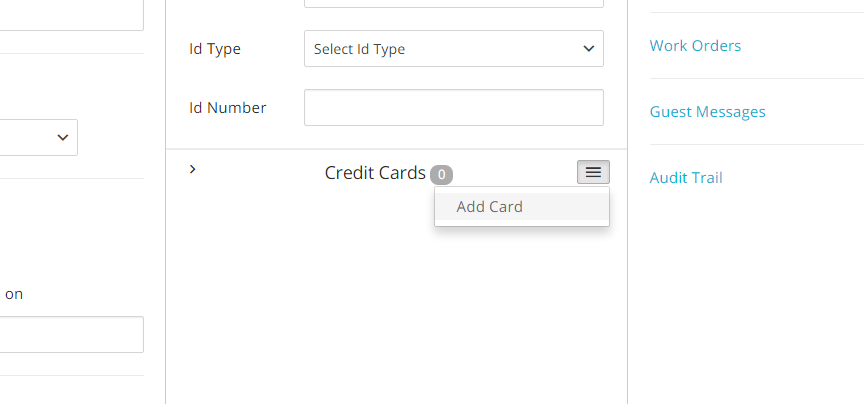 Id Type
Select Id Type
Id Number
Credit Cards 0
Add Card
on
Work Orders
Guest Messages
Audit Trail